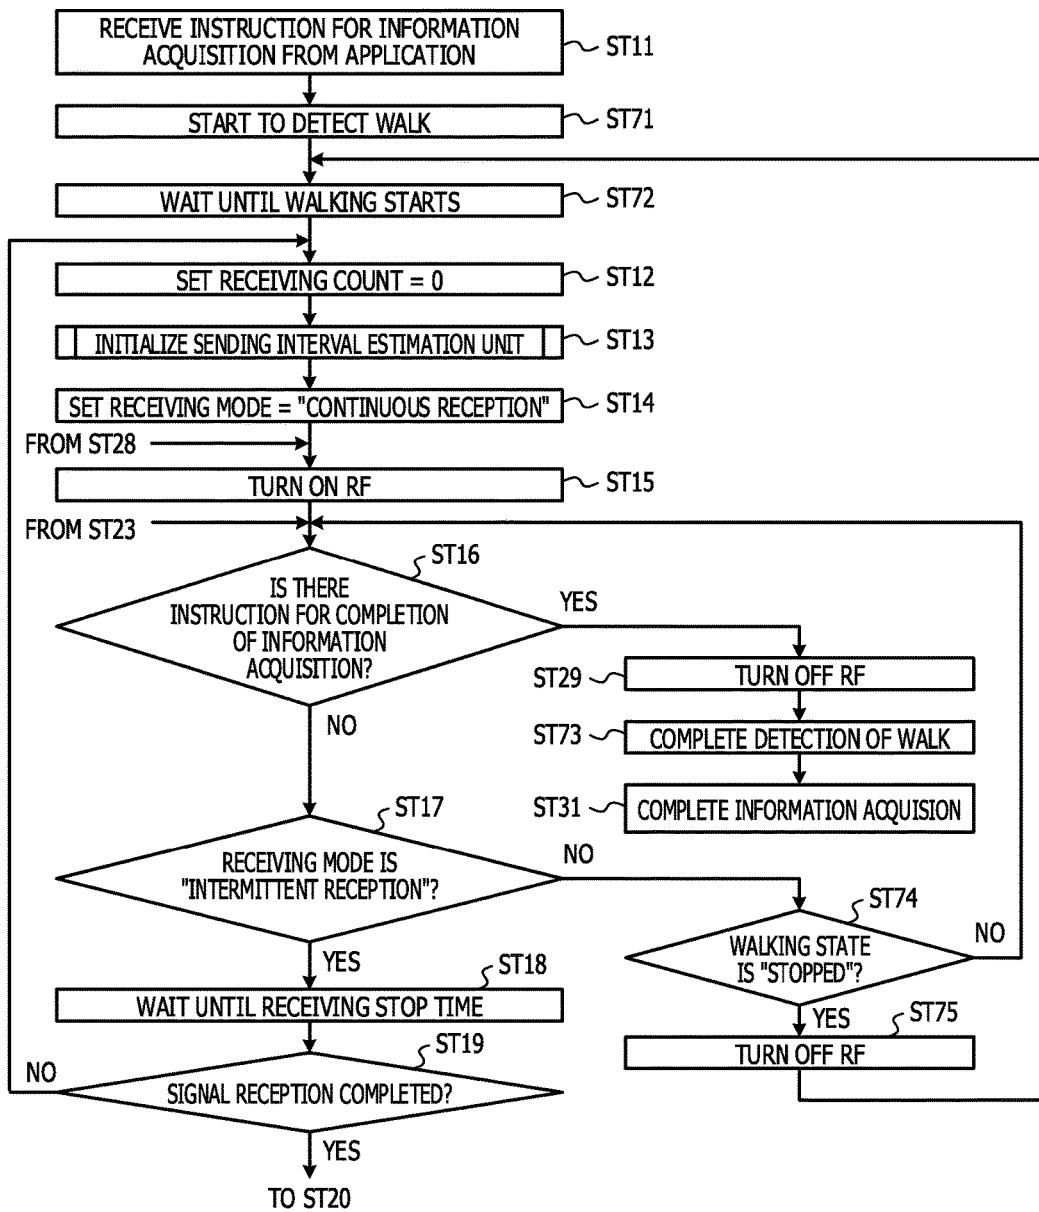 RECEIVE INSTRUCTION FOR INFORMATION
ACQUISITION FROM APPLICATION
ST11
START TO DETECT WALK
ST71
WAIT UNTIL WALKING STARTS
ST72
SET RECEIVING COUNT = 0
ST12
INITIALIZE SENDING INTERVAL ESTIMATION UNIT
ST13
SET RECEIVING MODE = "CONTINUOUS RECEPTION"
ST14
FROM ST28
TURN ON RF
ST15
FROM ST23
ST16
IS THERE
INSTRUCTION FOR COMPLETION
OF INFORMATION
ACQUISITION?
YES
NO
ST29
TURN OFF RF
ST73
COMPLETE DETECTION OF WALK
ST31
COMPLETE INFORMATION ACQUISION
ST17
RECEIVING MODE IS
"INTERMITTENT RECEPTION"?
NO
YES
ST74
WALKING STATE
IS "STOPPED"?
NO
YES
ST75
TURN OFF RF
ST18
WAIT UNTIL RECEIVING STOP TIME
ST19
SIGNAL RECEPTION COMPLETED?
NO
YES
TO ST20